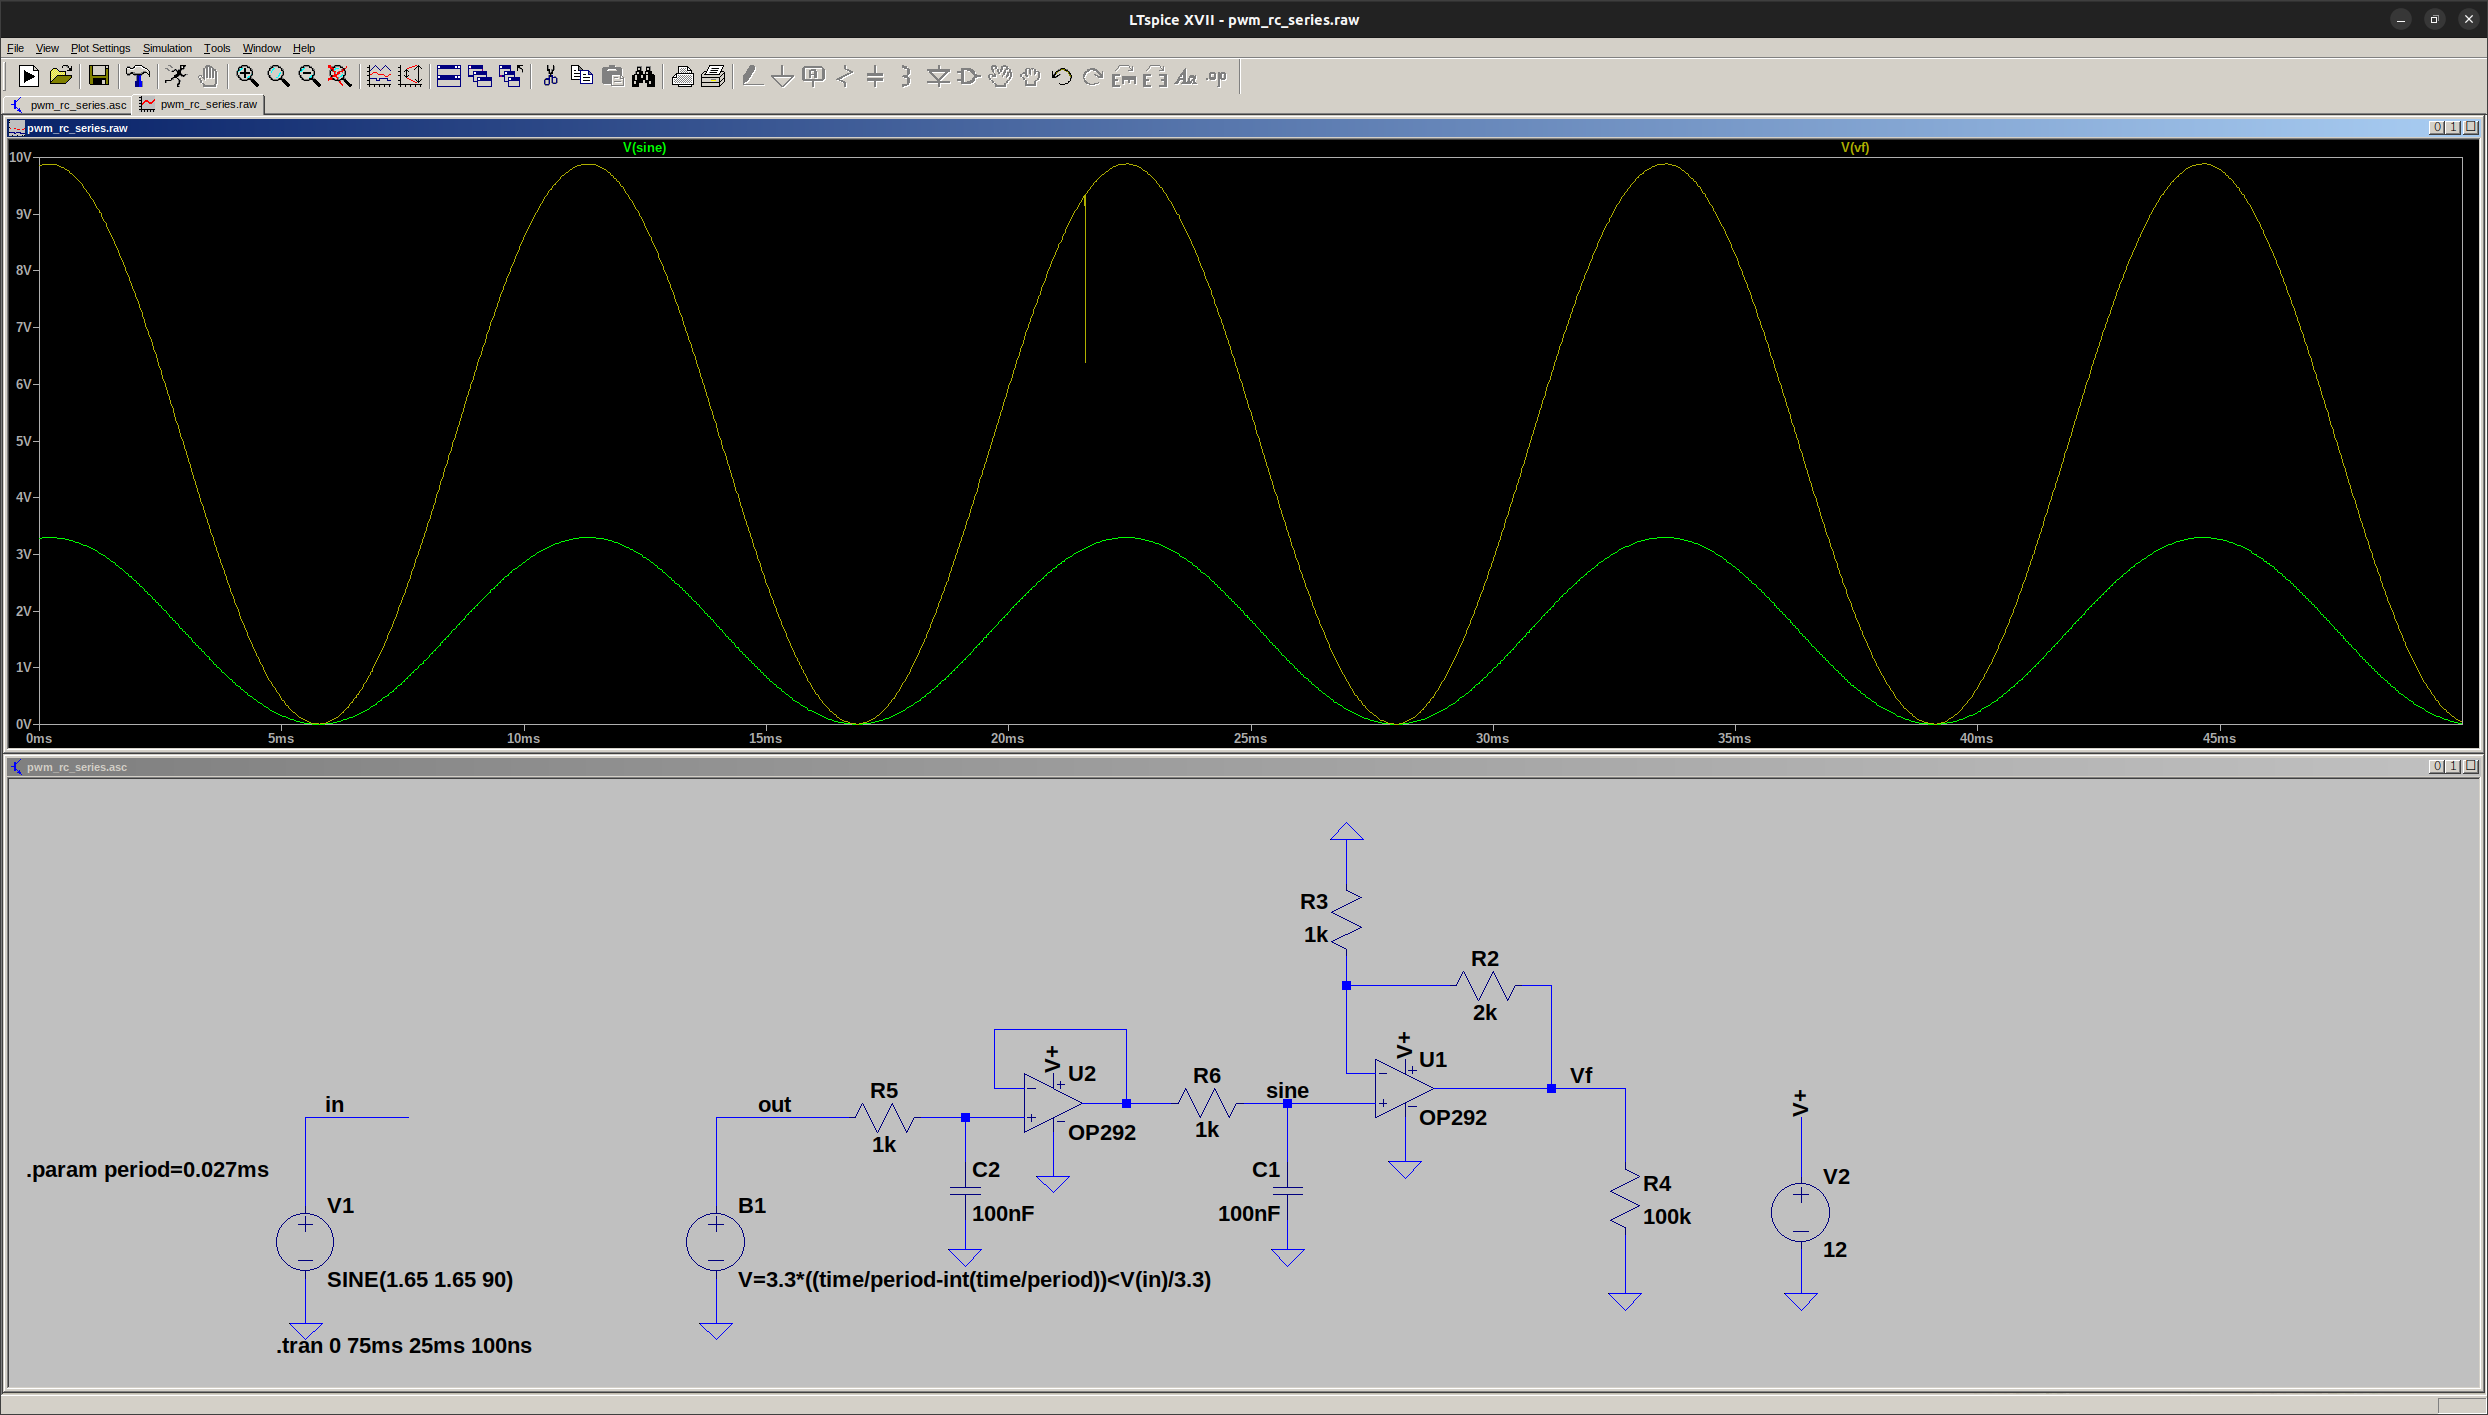 LTspice XVII - pwm_rc_series.raw
File View Plot Settings Simulation Tools Window Help
pwm_rc_series.asc pwm_rc_series.raw
pwm_rc_series.raw
V(sine) V(vf)
10V
9V
8V
7V
6V
5V
4V
3V
2V
1V
0V
0ms 5ms 10ms 15ms 20ms 25ms 30ms 35ms 40ms 45ms
pwm_rc_series.asc
R3
1k
R2
2k
V+
U1
OP292
Vf
V+
U2
OP292
R6
1k
sine
R5
1k
out
in
V+
.param period=0.027ms
C2
100nF
C1
100nF
R4
100k
V2
12
V1
SINE(1.65 1.65 90)
B1
V=3.3*((time/period-int(time/period))<V(in)/3.3)
.tran 0 75ms 25ms 100ns